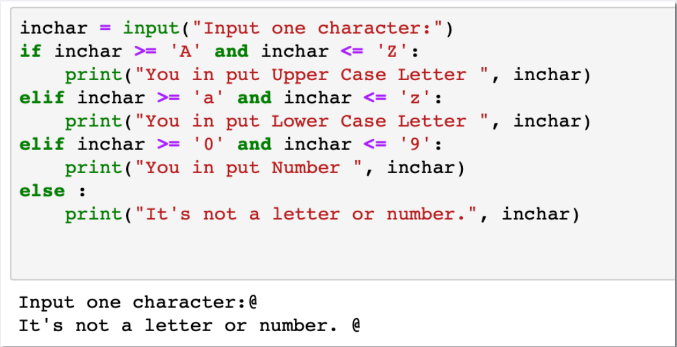 inchar = input("Input one character:")
if inchar >= 'A' and inchar <= 'Z':
    print("You in put Upper Case Letter ", inchar)
elif inchar >= 'a' and inchar <= 'z':
    print("You in put Lower Case Letter ", inchar)
elif inchar >= '0' and inchar <= '9':
    print("You in put Number ", inchar)
else :
    print("It's not a letter or number.", inchar)
Input one character:@
It's not a letter or number. @